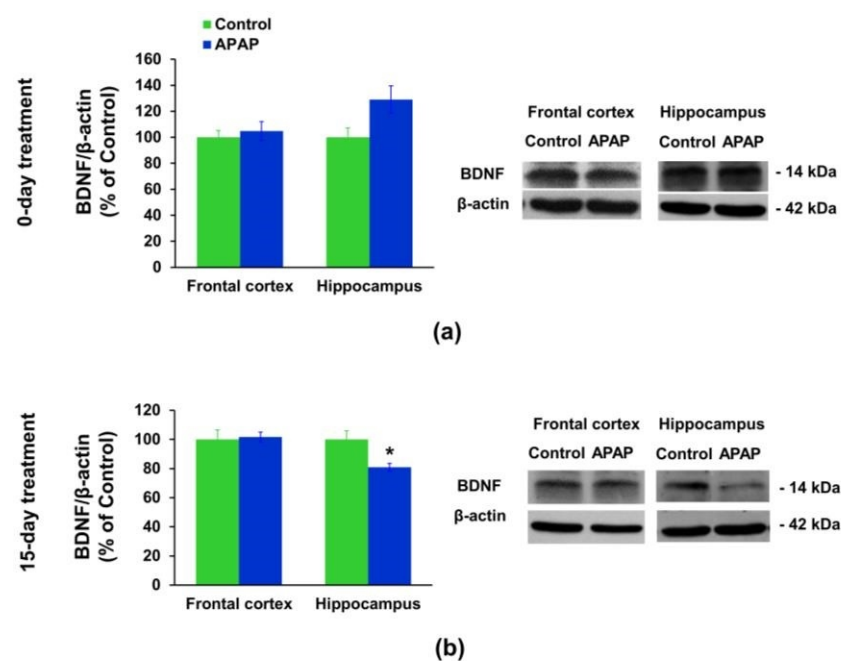 Control
APAP
0-day treatment
BDNF/β-actin
(% of Control)
160
140
120
100
80
60
40
20
0
Frontal cortex Hippocampus
Frontal cortex Hippocampus
Control APAP Control APAP
BDNF - 14 kDa
β-actin - 42 kDa
(a)
15-day treatment
BDNF/β-actin
(% of Control)
120
100
80
60
40
20
0
*
Frontal cortex Hippocampus
Frontal cortex Hippocampus
Control APAP Control APAP
BDNF - 14 kDa
β-actin - 42 kDa
(b)